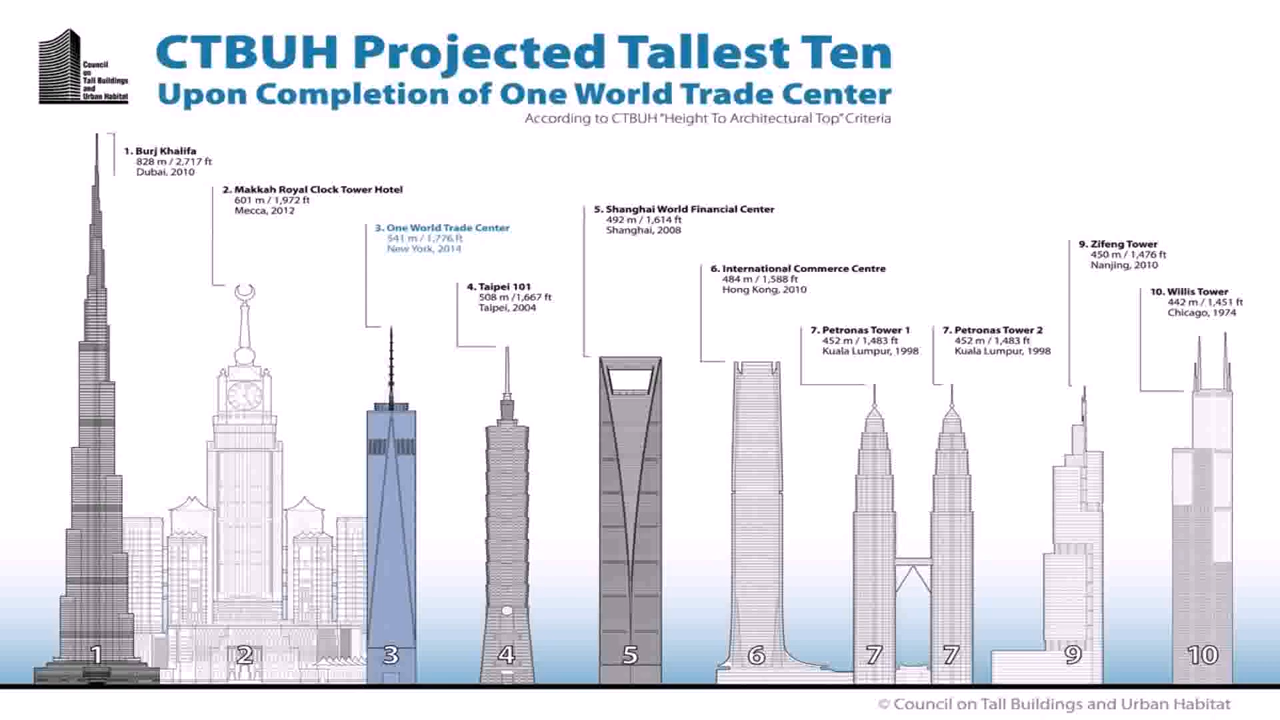 Council
on
Tall Buildings
and
Urban Habitat
CTBUH Projected Tallest Ten
Upon Completion of One World Trade Center
According to CTBUH "Height To Architectural Top" Criteria
1. Burj Khalifa
828 m / 2,717 ft
Dubai, 2010
2. Makkah Royal Clock Tower Hotel
601 m / 1,972 ft
Mecca, 2012
3. One World Trade Center
541 m / 1,776 ft
New York, 2014
4. Taipei 101
508 m /1,667 ft
Taipei, 2004
5. Shanghai World Financial Center
492 m / 1,614 ft
Shanghai, 2008
6. International Commerce Centre
484 m / 1,588 ft
Hong Kong, 2010
7. Petronas Tower 1
452 m / 1,483 ft
Kuala Lumpur, 1998
7. Petronas Tower 2
452 m / 1,483 ft
Kuala Lumpur, 1998
9. Zifeng Tower
450 m / 1,476 ft
Nanjing, 2010
10. Willis Tower
442 m / 1,451 ft
Chicago, 1974
1
2
3
4
5
6
7
7
9
10
© Council on Tall Buildings and Urban Habitat